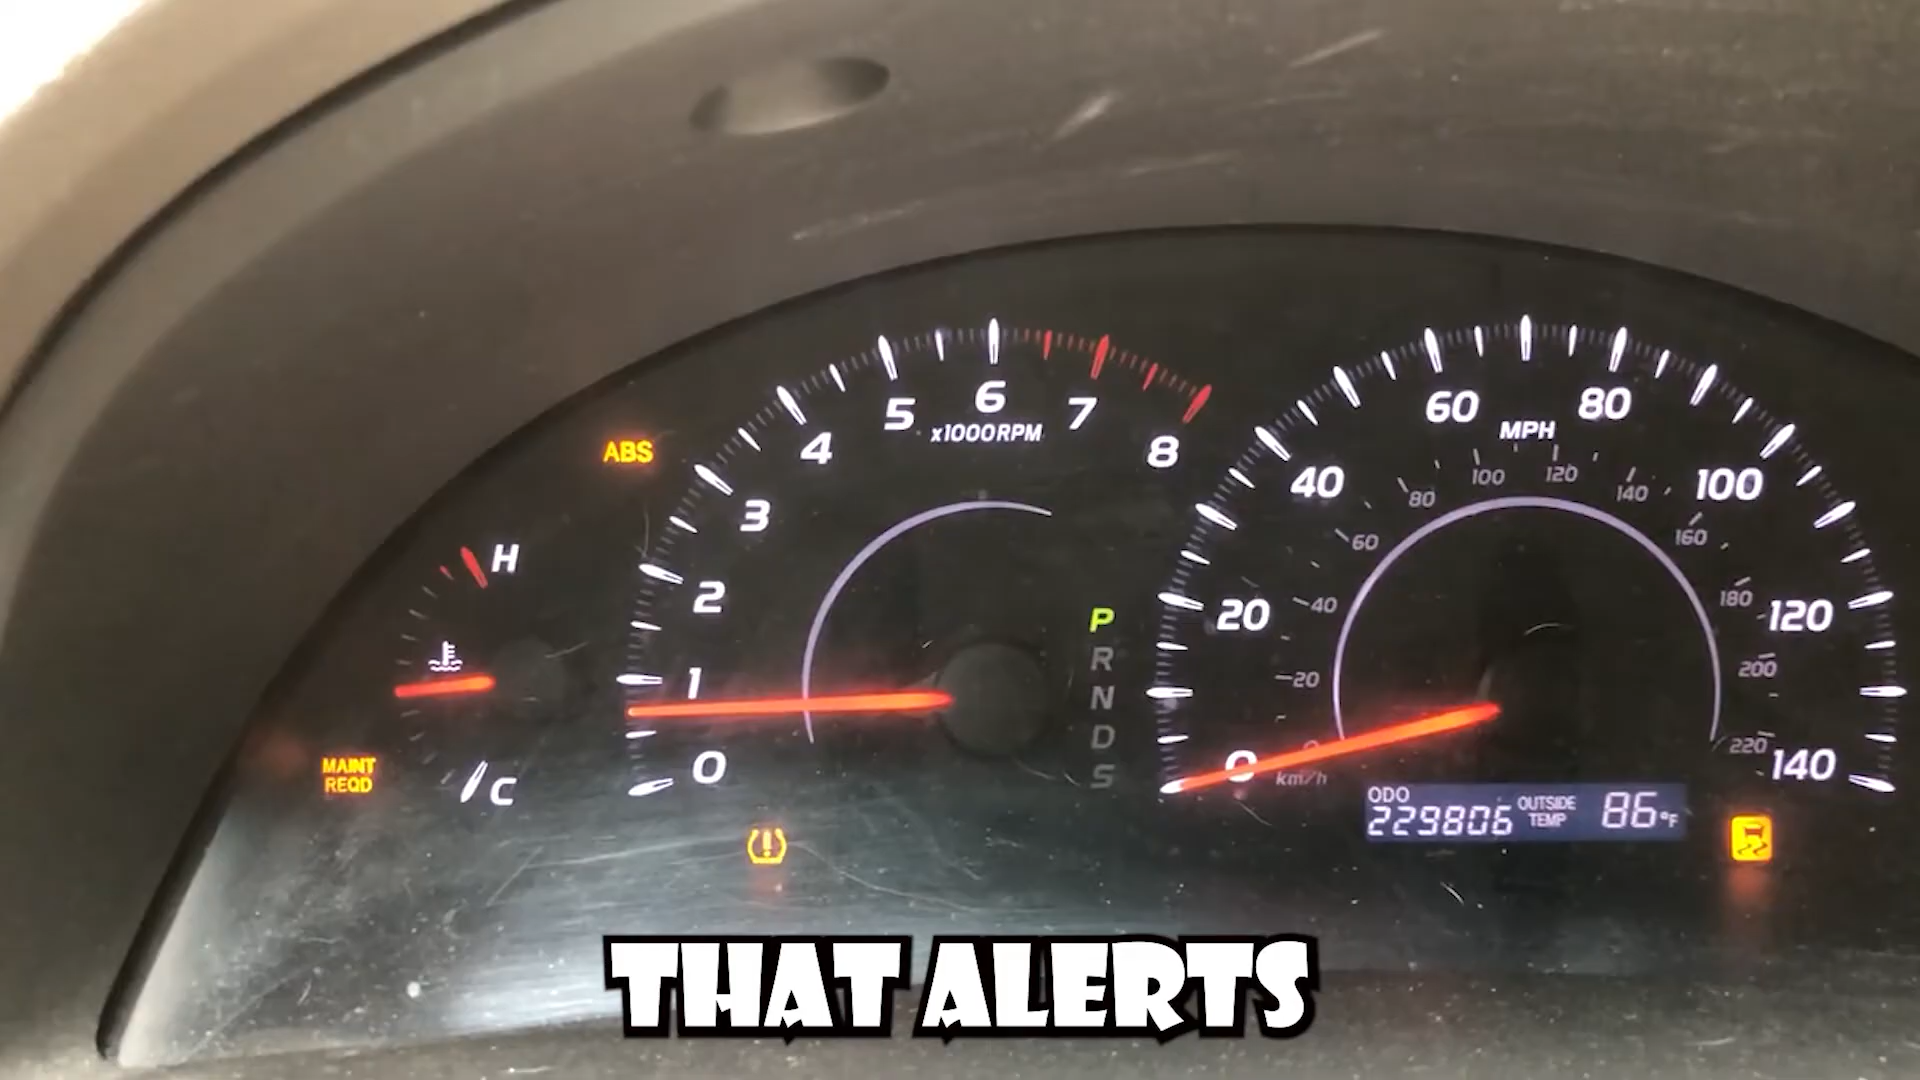 ABS
H
C
MAINT
REQD
0
1
2
3
4
5
6
7
8
x1000RPM
P
R
N
D
S
0
20
40
60
80
100
120
140
MPH
20
40
60
80
100
120
140
160
180
200
220
km/h
ODO
229806
OUTSIDE
TEMP
86°F
THAT ALERTS